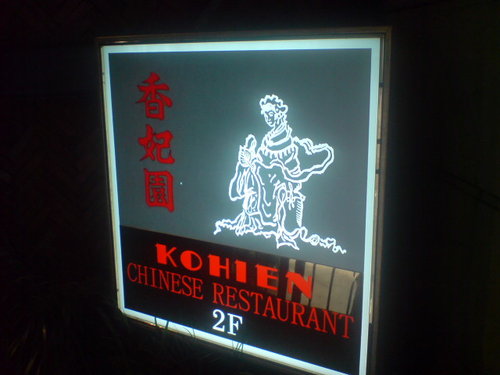 香妃園
KOHIEN
CHINESE RESTAURANT
2F